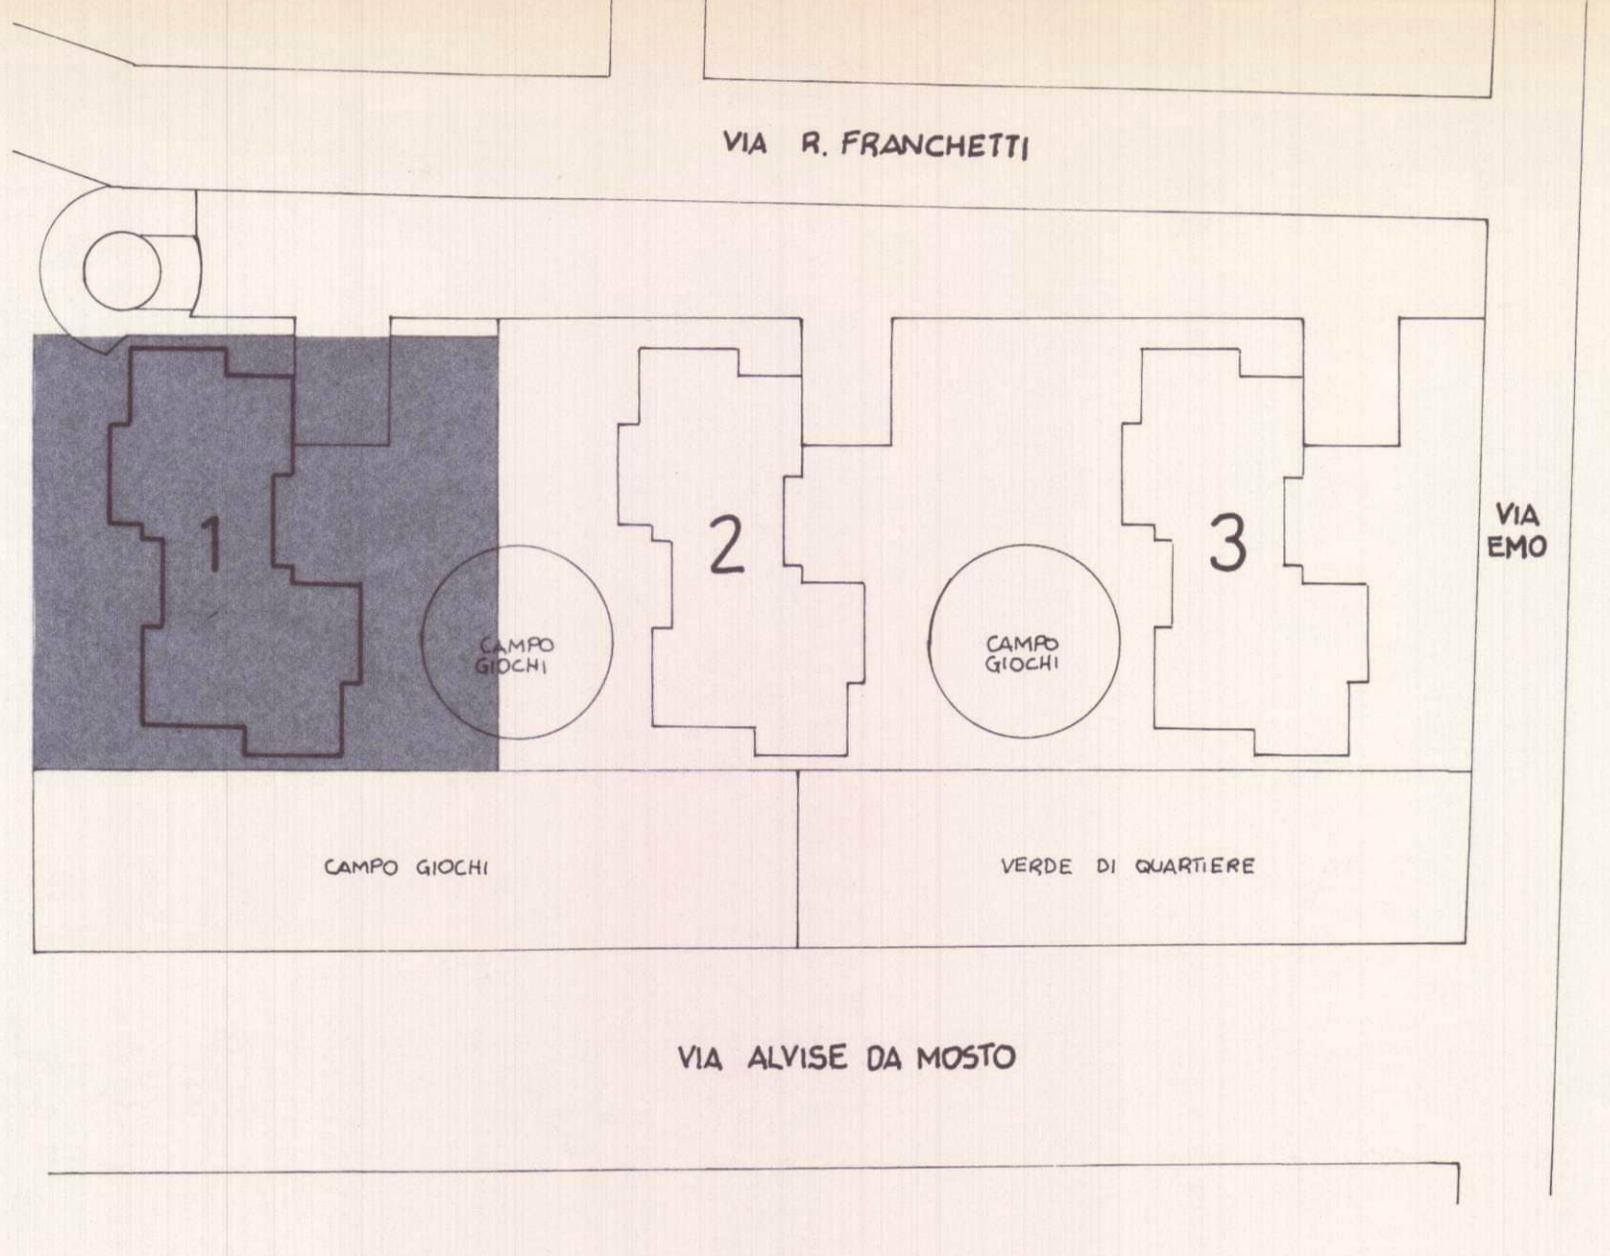 VIA R. FRANCHETTI
1
2
3
VIA
EMO
CAMPO
GIOCHI
CAMPO
GIOCHI
CAMPO GIOCHI
VERDE DI QUARTIERE
VIA ALVISE DA MOSTO